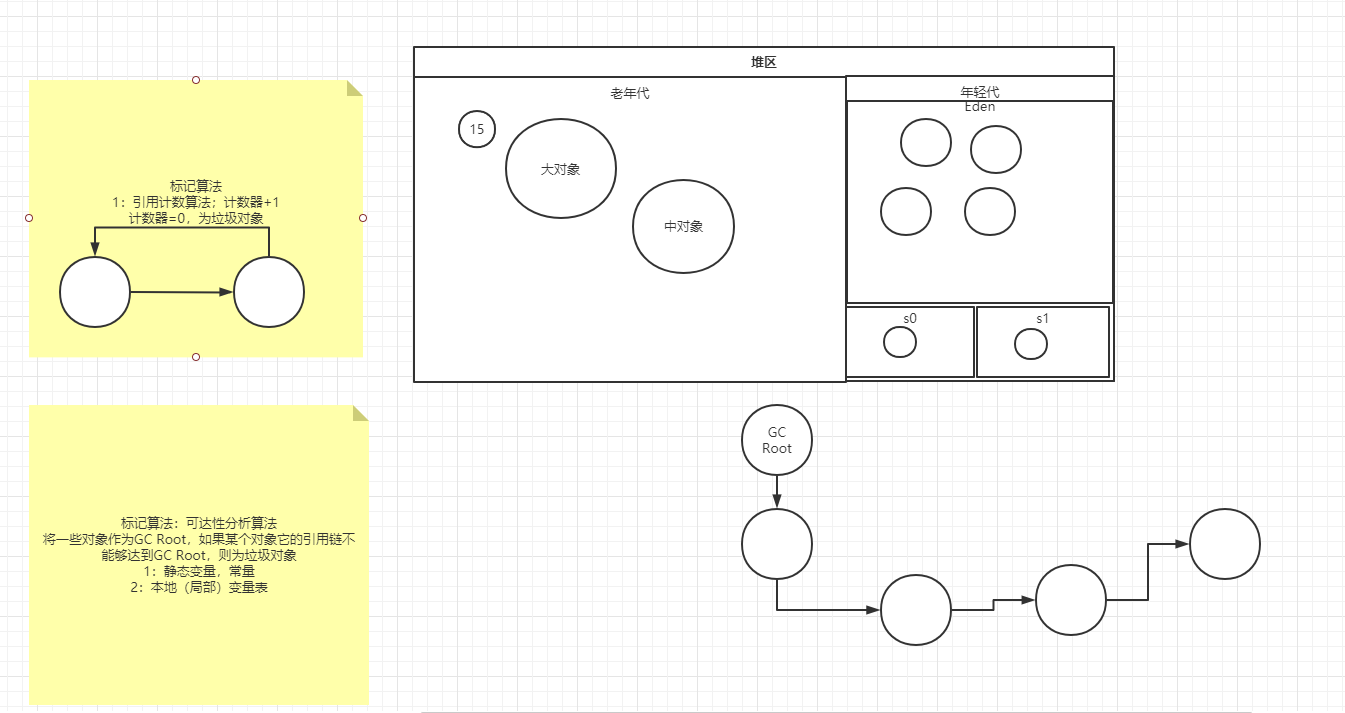 标记算法
1：引用计数算法；计数器+1
计数器=0，为垃圾对象
堆区
老年代
15
大对象
中对象
年轻代
Eden
s0
s1
标记算法：可达性分析算法
将一些对象作为GC Root，如果某个对象它的引用链不
能够达到GC Root，则为垃圾对象
1：静态变量，常量
2：本地（局部）变量表
GC
Root